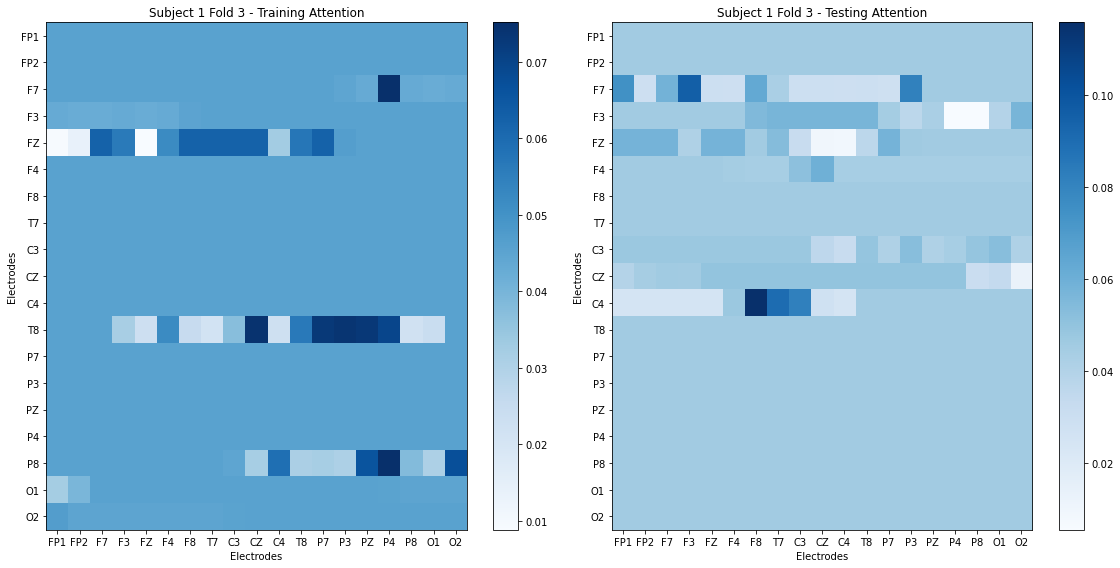 Subject 1 Fold 3 - Training Attention
FP1
FP2
F7
F3
FZ
F4
F8
T7
C3
CZ
C4
T8
P7
P3
PZ
P4
P8
O1
O2
Electrodes
FP1 FP2 F7 F3 FZ F4 F8 T7 C3 CZ C4 T8 P7 P3 PZ P4 P8 O1 O2
Electrodes
0.07
0.06
0.05
0.04
0.03
0.02
0.01
Subject 1 Fold 3 - Testing Attention
FP1
FP2
F7
F3
FZ
F4
F8
T7
C3
CZ
C4
T8
P7
P3
PZ
P4
P8
O1
O2
Electrodes
FP1 FP2 F7 F3 FZ F4 F8 T7 C3 CZ C4 T8 P7 P3 PZ P4 P8 O1 O2
Electrodes
0.10
0.08
0.06
0.04
0.02